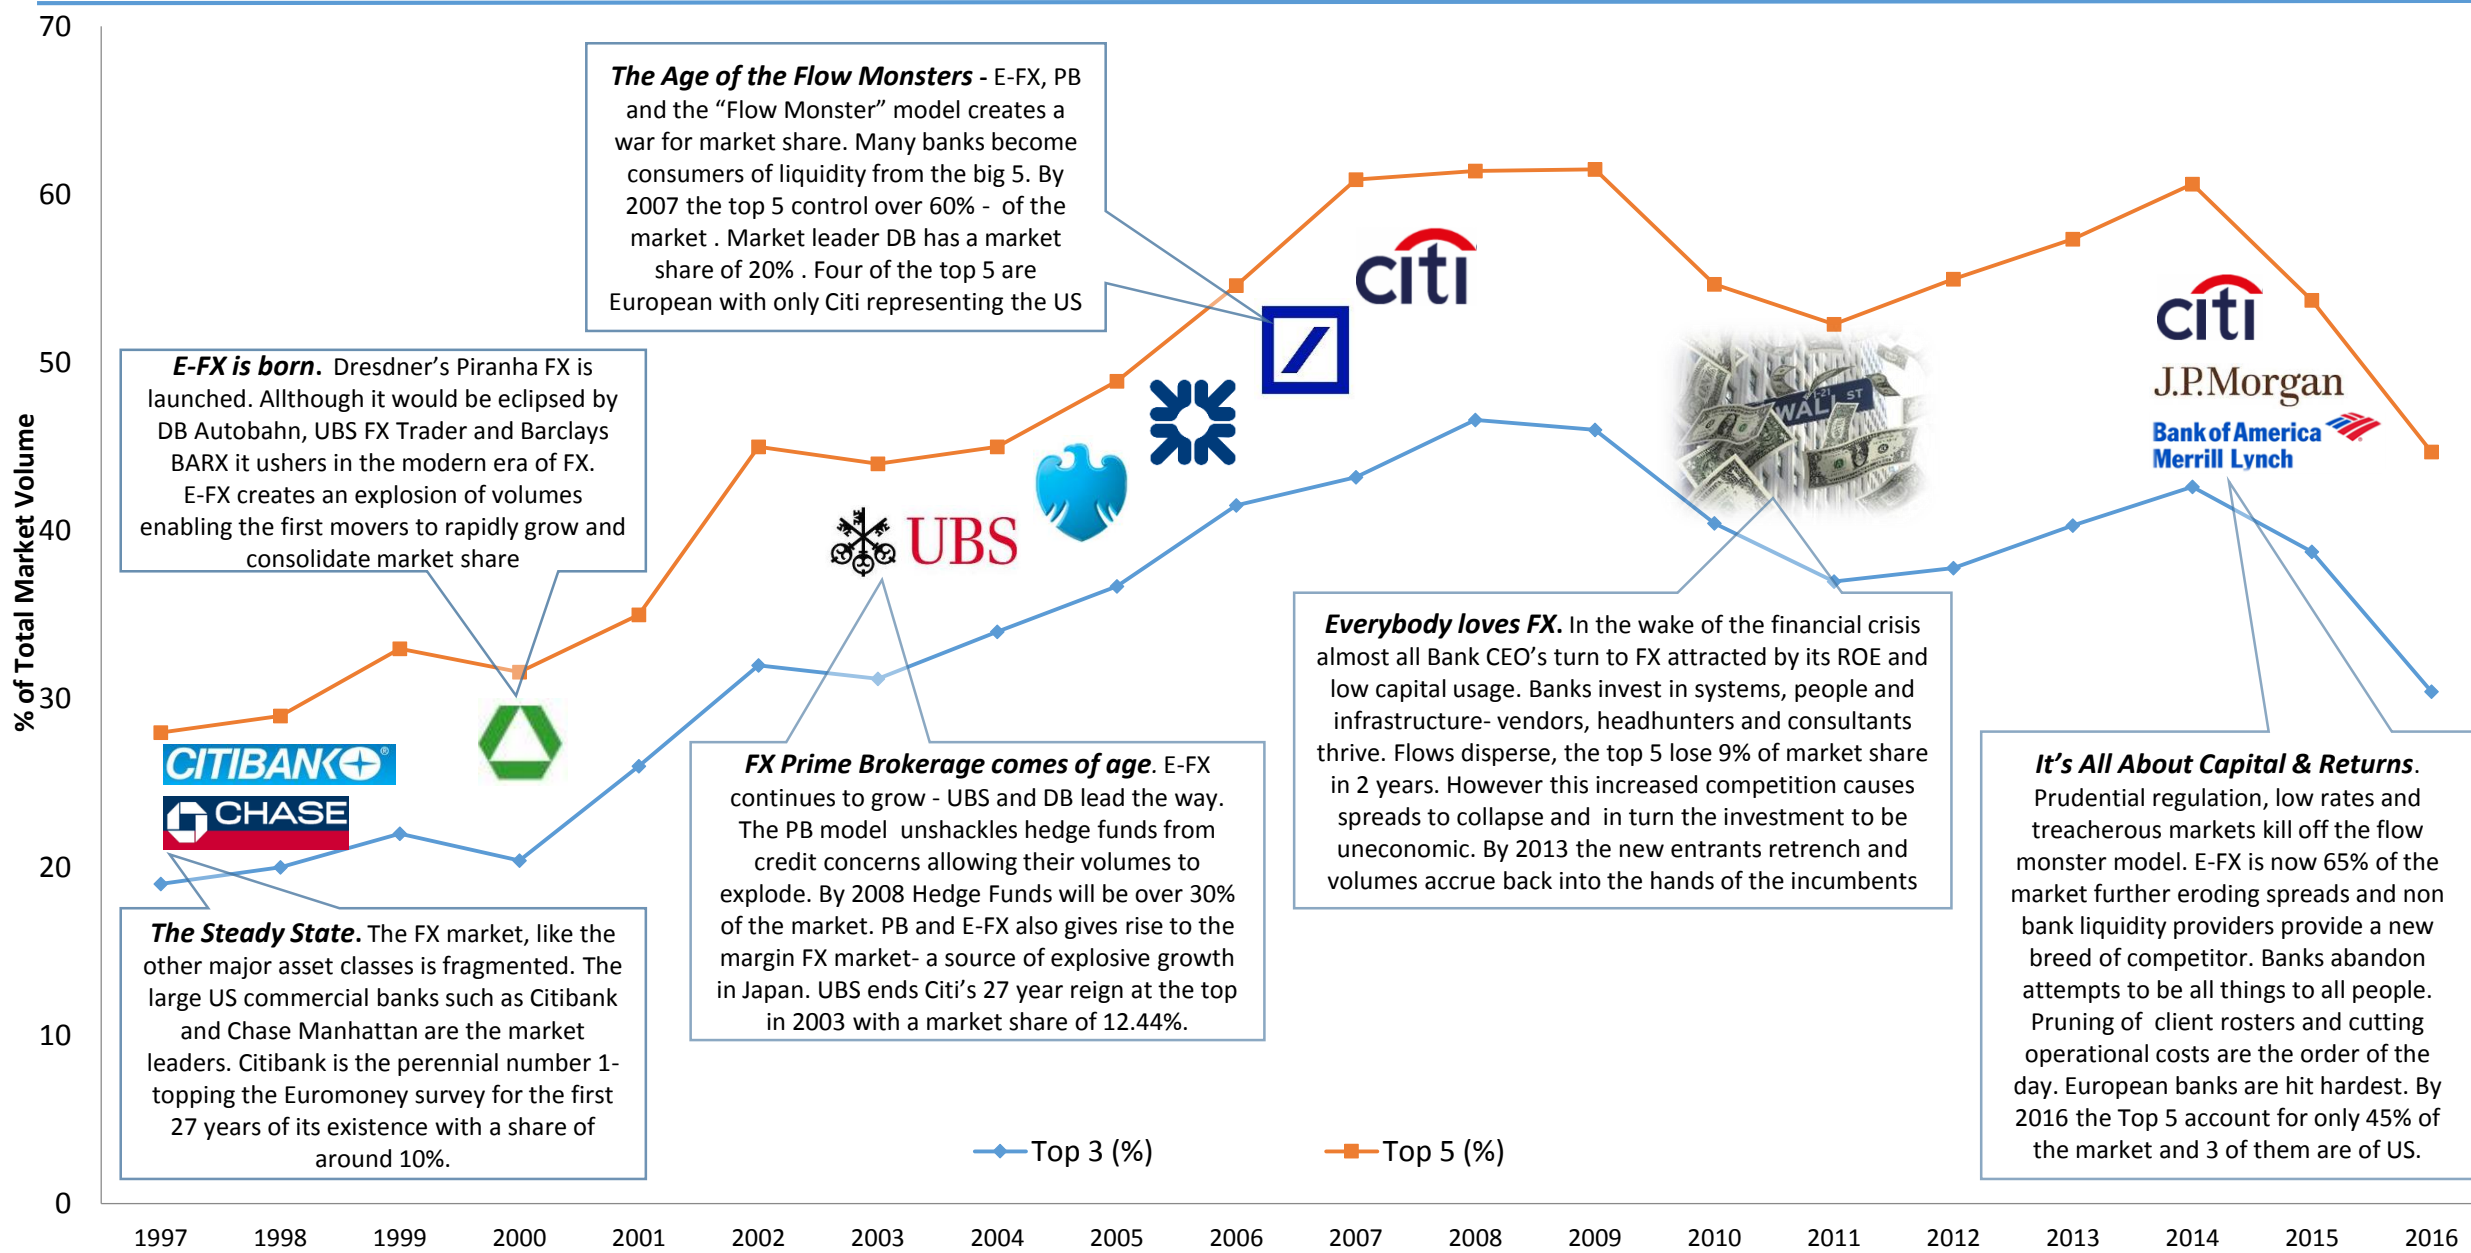 70
60
50
40
30
20
10
0
% of Total Market Volume
The Age of the Flow Monsters - E-FX, PB
and the “Flow Monster” model creates a
war for market share. Many banks become
consumers of liquidity from the big 5. By
2007 the top 5 control over 60% -  of the
market . Market leader DB has a market
share of 20% . Four of the top 5 are
European with only Citi representing the US
E-FX is born.  Dresdner’s Piranha FX is
launched. Allthough it would be eclipsed by
DB Autobahn, UBS FX Trader and Barclays
BARX it ushers in the modern era of FX.
E-FX creates an explosion of volumes
enabling the first movers to rapidly grow and
consolidate market share
CITIBANK
CHASE
The Steady State. The FX market, like the
other major asset classes is fragmented. The
large US commercial banks such as Citibank
and Chase Manhattan are the market
leaders. Citibank is the perennial number 1-
topping the Euromoney survey for the first
27 years of its existence with a share of
around 10%.
UBS
FX Prime Brokerage comes of age. E-FX
continues to grow - UBS and DB lead the way.
The PB model  unshackles hedge funds from
credit concerns allowing their volumes to
explode. By 2008 Hedge Funds will be over 30%
of the market. PB and E-FX also gives rise to the
margin FX market- a source of explosive growth
in Japan. UBS ends Citi’s 27 year reign at the top
in 2003 with a market share of 12.44%.
citi
WALL ST
Everybody loves FX. In the wake of the financial crisis
almost all Bank CEO’s turn to FX attracted by its ROE and
low capital usage. Banks invest in systems, people and
infrastructure- vendors, headhunters and consultants
thrive. Flows disperse, the top 5 lose 9% of market share
in 2 years. However this increased competition causes
spreads to collapse and  in turn the investment to be
uneconomic. By 2013 the new entrants retrench and
volumes accrue back into the hands of the incumbents
citi
J.P.Morgan
Bank of America
Merrill Lynch
It’s All About Capital & Returns.
Prudential regulation, low rates and
treacherous markets kill off the flow
monster model. E-FX is now 65% of the
market further eroding spreads and non
bank liquidity providers provide a new
breed of competitor. Banks abandon
attempts to be all things to all people.
Pruning of  client rosters and cutting
operational costs are the order of the
day. European banks are hit hardest. By
2016 the Top 5 account for only 45% of
the market and 3 of them are of US.
Top 3 (%)
Top 5 (%)
1997 1998 1999 2000 2001 2002 2003 2004 2005 2006 2007 2008 2009 2010 2011 2012 2013 2014 2015 2016